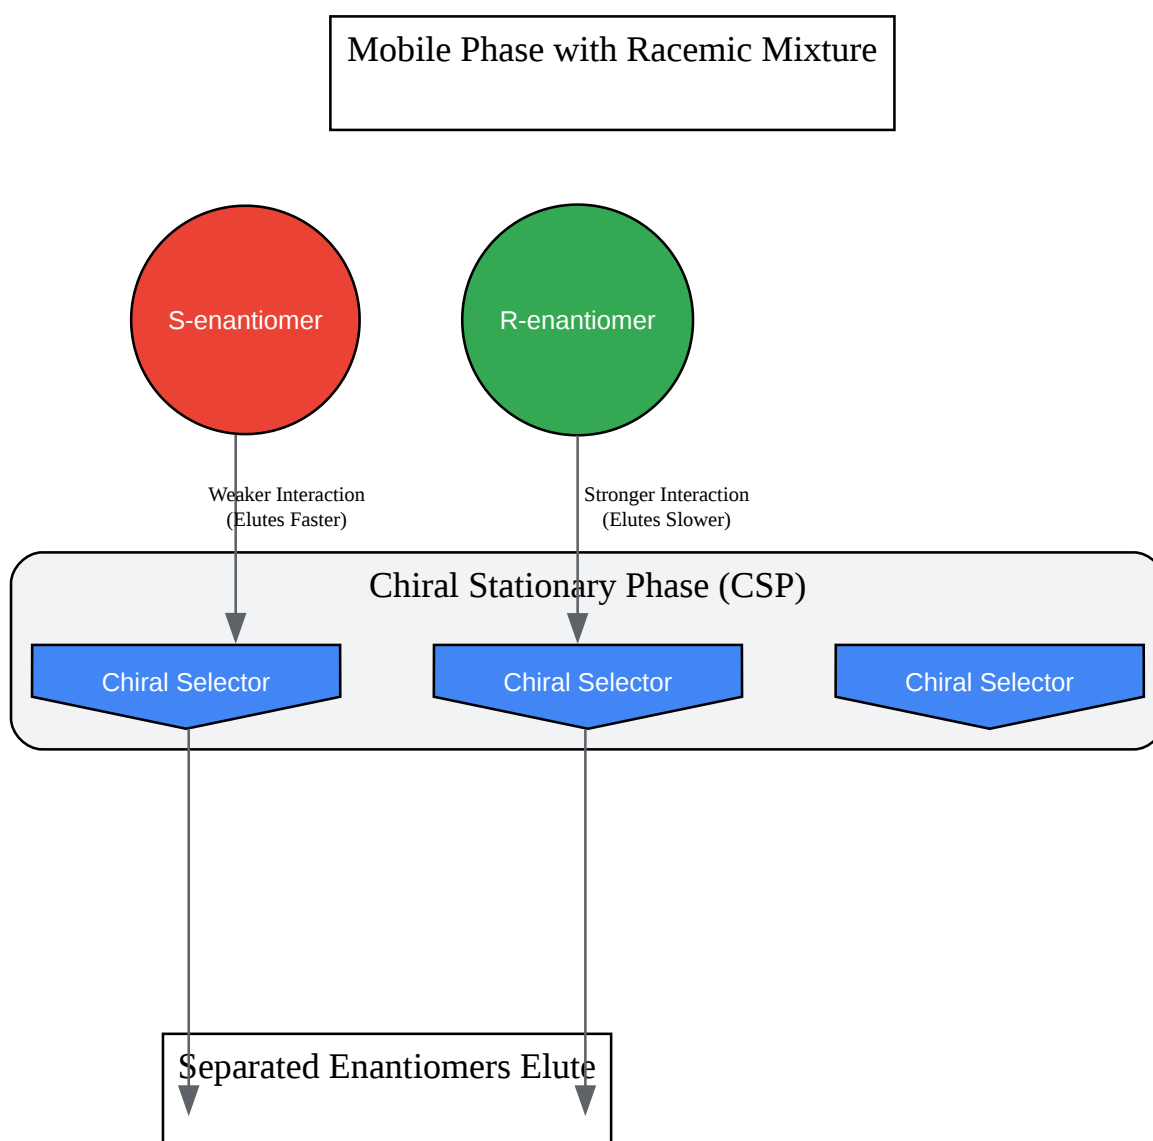 Mobile Phase with Racemic Mixture
S-enantiomer
R-enantiomer
Weaker Interaction
(Elutes Faster)
Stronger Interaction
(Elutes Slower)
Chiral Stationary Phase (CSP)
Chiral Selector
Chiral Selector
Chiral Selector
Separated Enantiomers Elute